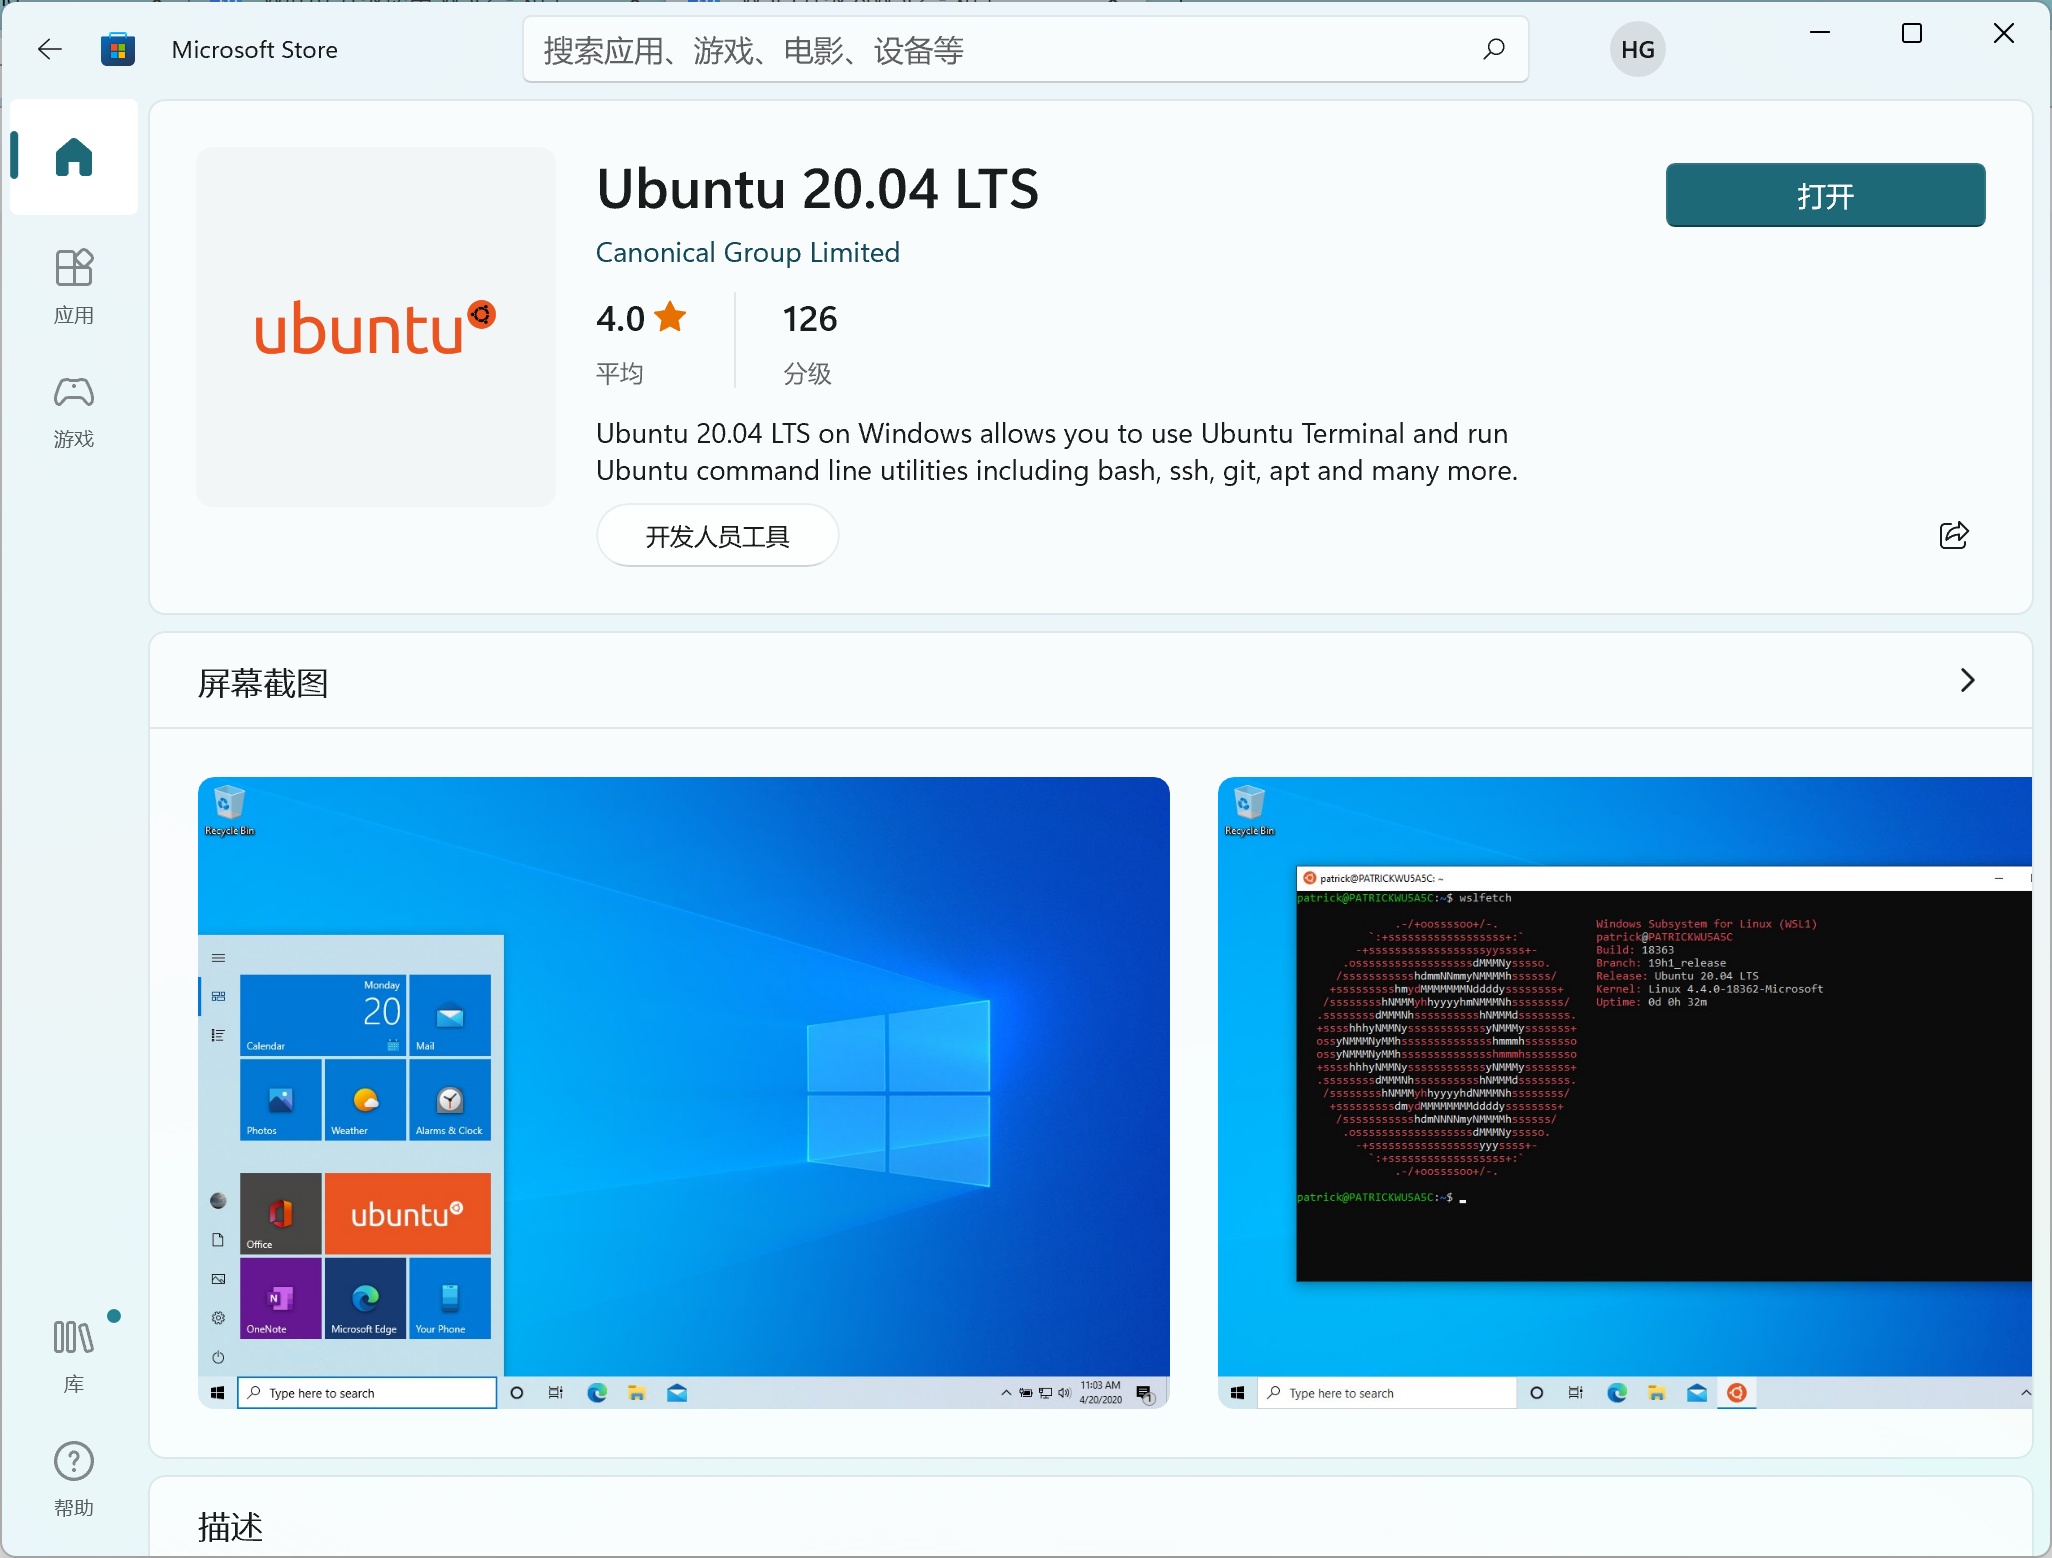 Microsoft Store
搜索应用、游戏、电影、设备等
HG
应用
游戏
库
帮助
ubuntu
Ubuntu 20.04 LTS
Canonical Group Limited
4.0
平均
126
分级
Ubuntu 20.04 LTS on Windows allows you to use Ubuntu Terminal and run
Ubuntu command line utilities including bash, ssh, git, apt and many more.
开发人员工具
打开
屏幕截图
Recycle Bin
Monday
20
Calendar
Mail
Photos
Weather
Alarms & Clock
Office
ubuntu
OneNote
Microsoft Edge
Your Phone
Type here to search
11:03 AM
4/20/2020
1
Recycle Bin
patrick@PATRICKWU5A5C: ~
patrick@PATRICKWU5A5C:~$ wslfetch
Windows Subsystem for Linux (WSL1)
patrick@PATRICKWU5A5C
Build: 18363
Branch: 19h1_release
Release: Ubuntu 20.04 LTS
Kernel: Linux 4.4.0-18362-Microsoft
Uptime: 0d 0h 32m
patrick@PATRICKWU5A5C:~$
Type here to search
描述